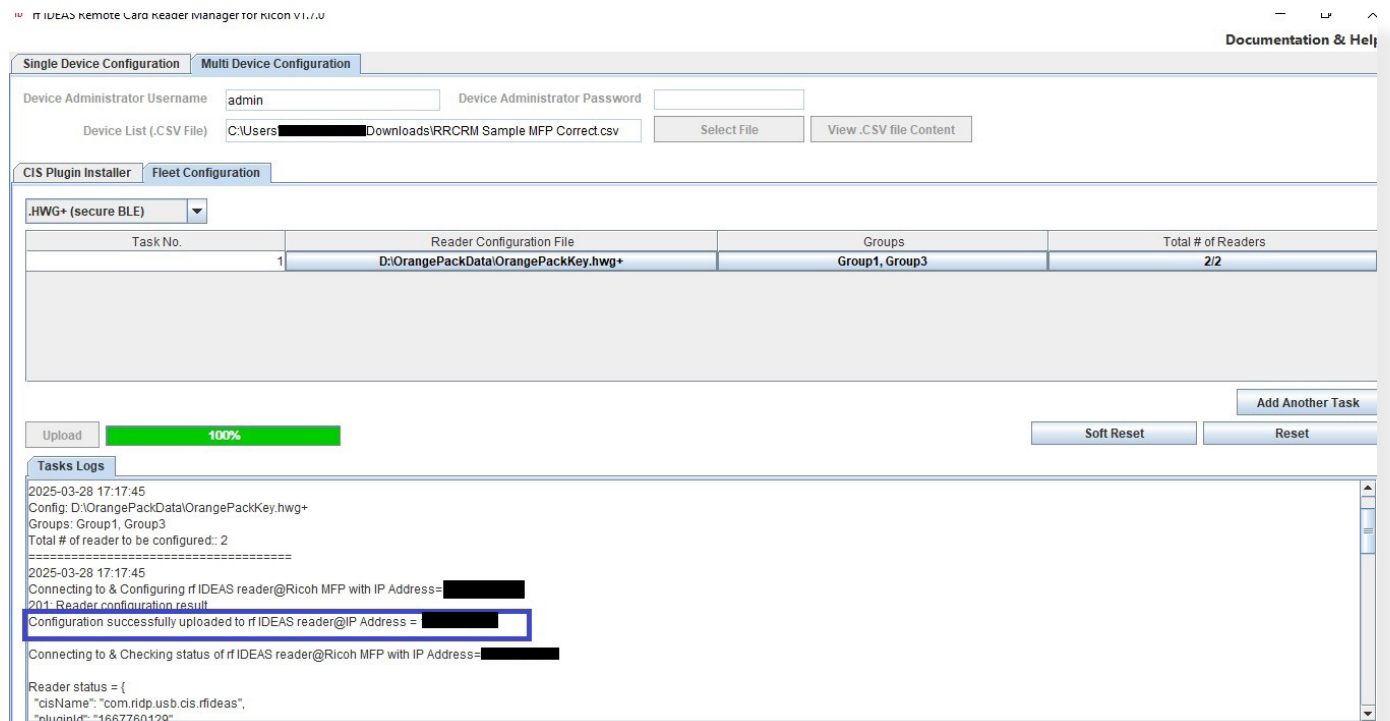 rf IDEAS Remote Card Reader Manager for Ricoh v1.7.0
Documentation & Help
Single Device Configuration Multi Device Configuration
Device Administrator Username admin Device Administrator Password
Device List (.CSV File) C:\Users Downloads\RRCRM Sample MFP Correct.csv Select File View .CSV file Content
CIS Plugin Installer Fleet Configuration
.HWG+ (secure BLE)
Task No. Reader Configuration File Groups Total # of Readers
1 D:\OrangePackData\OrangePackKey.hwg+ Group1, Group3 2/2
Add Another Task
Upload 100% Soft Reset Reset
Tasks Logs
2025-03-28 17:17:45
Config: D:\OrangePackData\OrangePackKey.hwg+
Groups: Group1, Group3
Total # of reader to be configured:: 2
=====================================
2025-03-28 17:17:45
Connecting to & Configuring rf IDEAS reader@Ricoh MFP with IP Address=
201: Reader configuration result
Configuration successfully uploaded to rf IDEAS reader@IP Address =
Connecting to & Checking status of rf IDEAS reader@Ricoh MFP with IP Address=
Reader status = {
"cisName": "com.ridp.usb.cis.rfideas",
"pluginId": "1667760129"